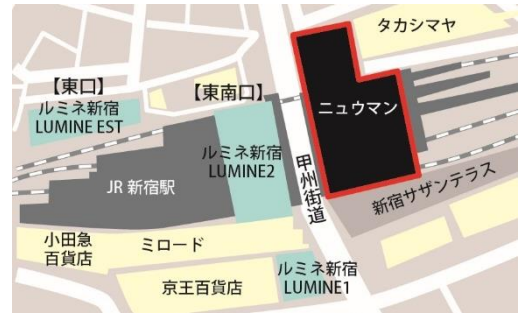 タカシマヤ
【東口】
ルミネ新宿
LUMINE EST
【東南口】
ニュウマン
ルミネ新宿
LUMINE2
JR 新宿駅
甲州街道
新宿サザンテラス
小田急
百貨店
ミロード
ルミネ新宿
LUMINE1
京王百貨店